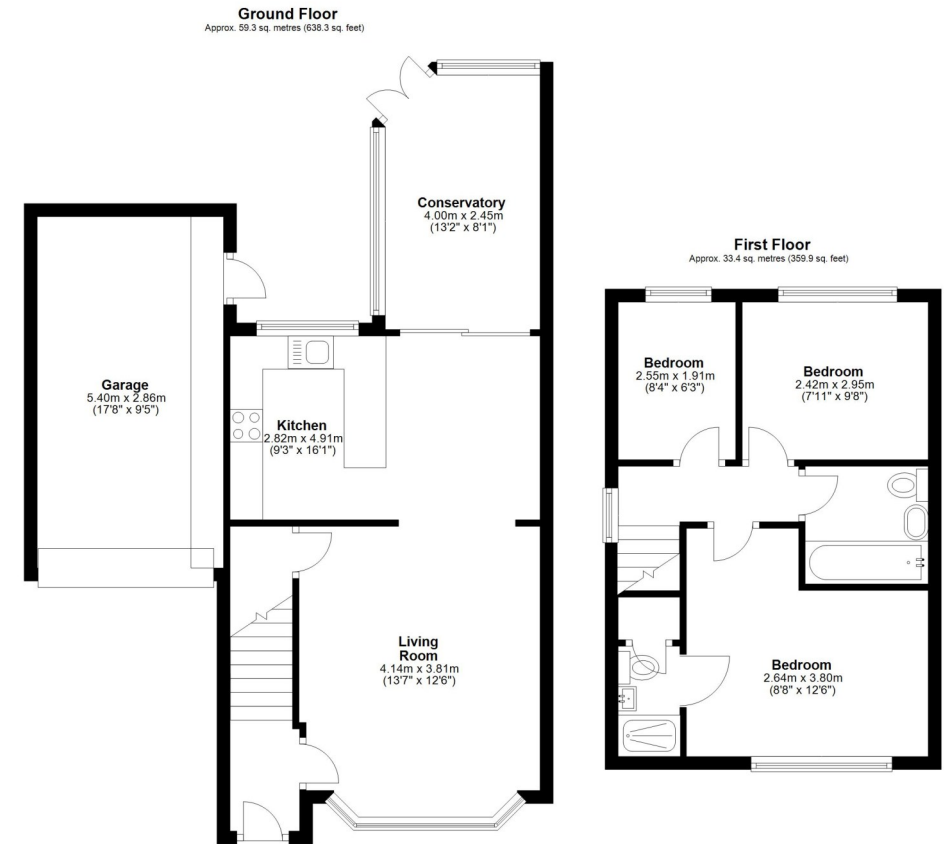 Ground Floor
Approx. 59.3 sq. metres (638.3 sq. feet)
Conservatory
4.00m x 2.45m
(13'2" x 8'1")
Garage
5.40m x 2.86m
(17'8" x 9'5")
Kitchen
2.82m x 4.91m
(9'3" x 16'1")
Living
Room
4.14m x 3.81m
(13'7" x 12'6")
First Floor
Approx. 33.4 sq. metres (359.9 sq. feet)
Bedroom
2.55m x 1.91m
(8'4" x 6'3")
Bedroom
2.42m x 2.95m
(7'11" x 9'8")
Bedroom
2.64m x 3.80m
(8'8" x 12'6")